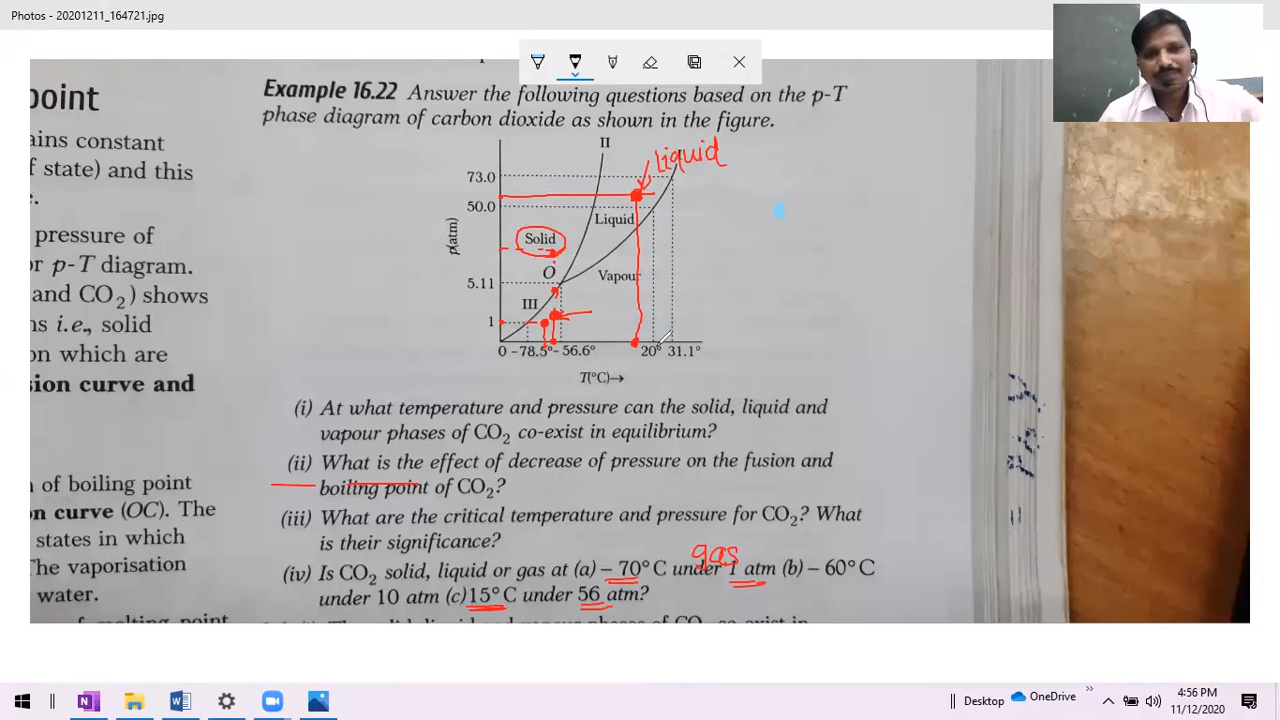 Photos - 20201211_164721.jpg
point
ains constant
f state) and this
e.
pressure of
or p-T diagram.
and CO₂) shows
ns i.e., solid
on which are
sion curve and
n of boiling point
on curve (OC). The
states in which
The vaporisation
water.
Example 16.22 Answer the following questions based on the p-T
phase diagram of carbon dioxide as shown in the figure.
II
liquid
73.0
50.0
Liquid
p(atm)
Solid
O
Vapour
5.11
III
1
0 -78.5° -56.6° 20° 31.1°
T(°C)→
(i) At what temperature and pressure can the solid, liquid and
vapour phases of CO₂ co-exist in equilibrium?
(ii) What is the effect of decrease of pressure on the fusion and
boiling point of CO₂?
(iii) What are the critical temperature and pressure for CO₂? What
is their significance?
gas
(iv) Is CO₂ solid, liquid or gas at (a) – 70°C under 1 atm (b) – 60°C
under 10 atm (c) 15°C under 56 atm?
Desktop
OneDrive
4:56 PM
11/12/2020